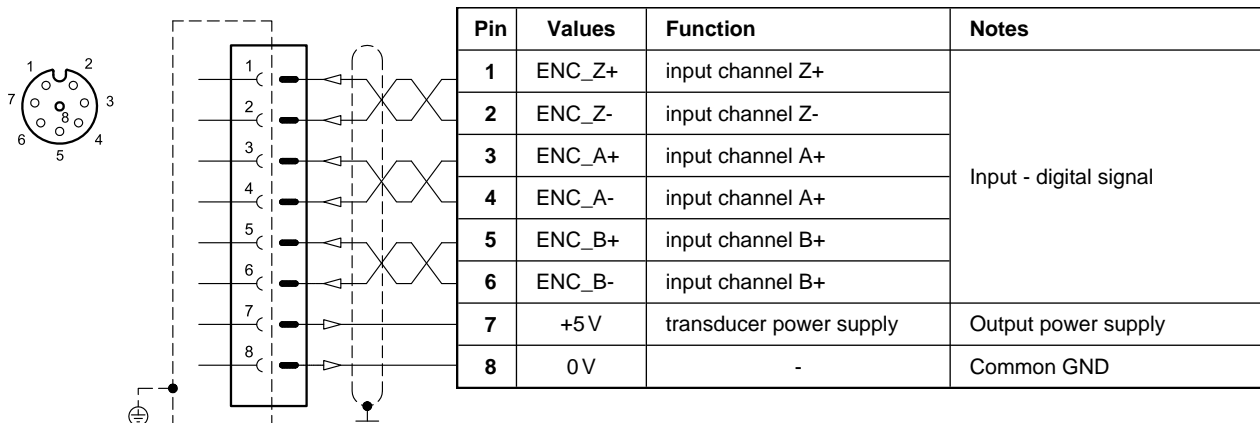 1 2
7 3
8
6 4
5
1
2
3
4
5
6
7
8
Pin Values Function Notes
1 ENC_Z+ input channel Z+
2 ENC_Z- input channel Z-
3 ENC_A+ input channel A+
Input - digital signal
4 ENC_A- input channel A+
5 ENC_B+ input channel B+
6 ENC_B- input channel B+
7 +5 V transducer power supply Output power supply
8 0 V - Common GND